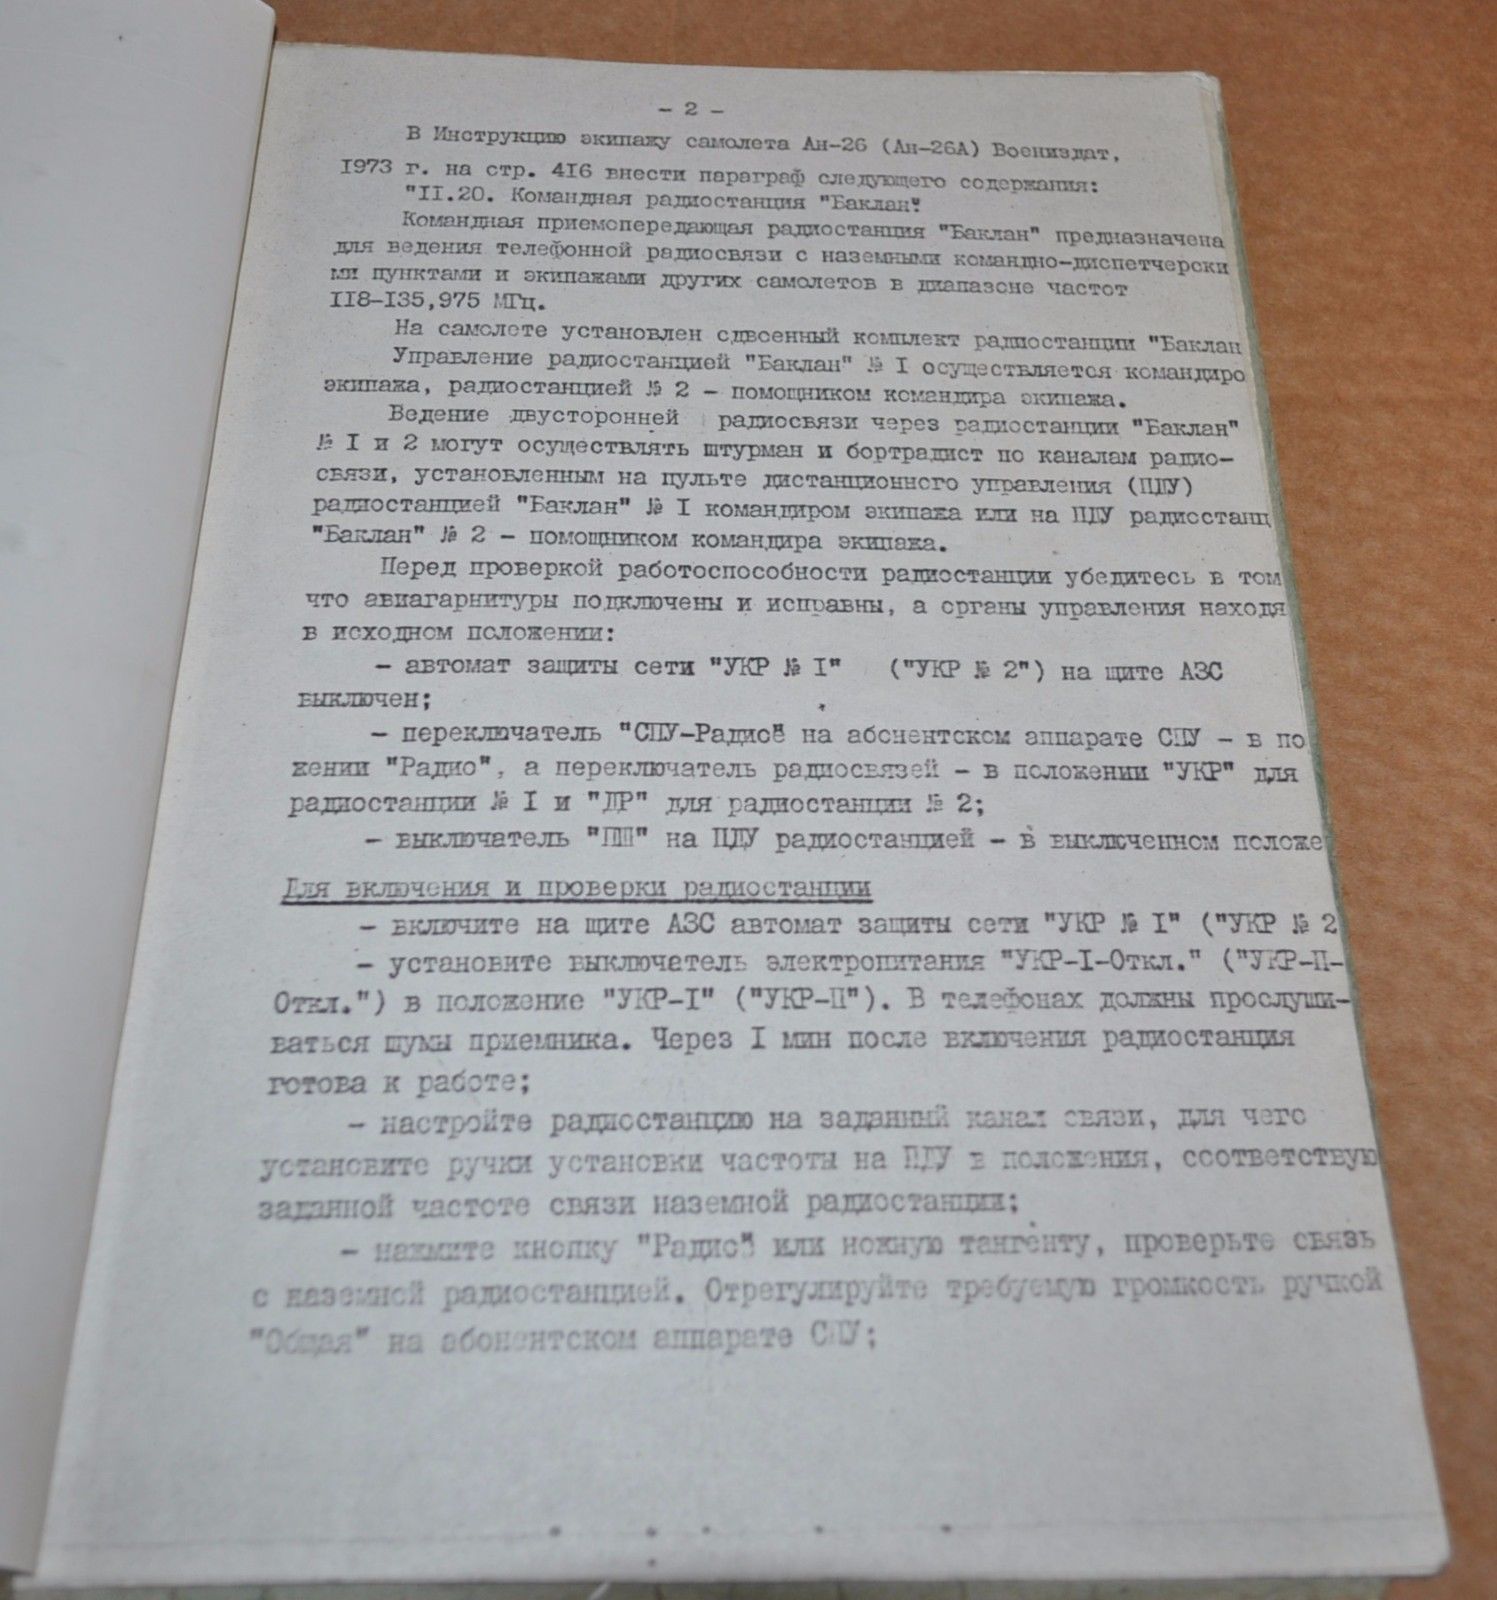 - 2 -
В Инструкцию экипажу самолета Ан-26 (Ан-26А) Воениздат,
1973 г. на стр. 416 внести параграф следующего содержания:
"II.20. Командная радиостанция "Баклан".
Командная приемопередающая радиостанция "Баклан" предназначена
для ведения телефонной радиосвязи с наземными командно-диспетчерски
ми пунктами и экипажами других самолетов в диапазоне частот
II8-I35,975 МГц.
На самолете установлен сдвоенный комплект радиостанции "Баклан
Управление радиостанцией "Баклан" № I осуществляется командиро
экипажа, радиостанцией № 2 - помощником командира экипажа.
Ведение двусторонней радиосвязи через радиостанции "Баклан"
№ I и 2 могут осуществлять штурман и бортрадист по каналам радио-
связи, установленным на пульте дистанционного управления (ПДУ)
радиостанцией "Баклан" № I командиром экипажа или на ПДУ радиостанц
"Баклан" № 2 - помощником командира экипажа.
Перед проверкой работоспособности радиостанции убедитесь в том
что авиагарнитуры подключены и исправны, а органы управления находя
в исходном положении:
- автомат защиты сети "УКР № I" ("УКР № 2") на щите АЗС
выключен;
- переключатель "СПУ-Радио" на абонентском аппарате СПУ - в по
жении "Радио", а переключатель радиосвязей - в положении "УКР" для
радиостанции № I и "ДР" для радиостанции № 2;
- выключатель "ПШ" на ПДУ радиостанцией - в выключенном положе
Для включения и проверки радиостанции
- включите на щите АЗС автомат защиты сети "УКР № I" ("УКР № 2
- установите выключатель электропитания "УКР-I-Откл." ("УКР-II-
Откл.") в положение "УКР-I" ("УКР-II"). В телефонах должны прослуши-
ваться шумы приемника. Через I мин после включения радиостанция
готова к работе;
- настройте радиостанцию на заданный канал связи, для чего
установите ручки установки частоты на ПДУ в положения, соответствую
заданной частоте связи наземной радиостанции;
- нажмите кнопку "Радио" или ножную тангенту, проверьте связь
с наземной радиостанцией. Отрегулируйте требуемую громкость ручкой
"Общая" на абонентском аппарате СПУ;